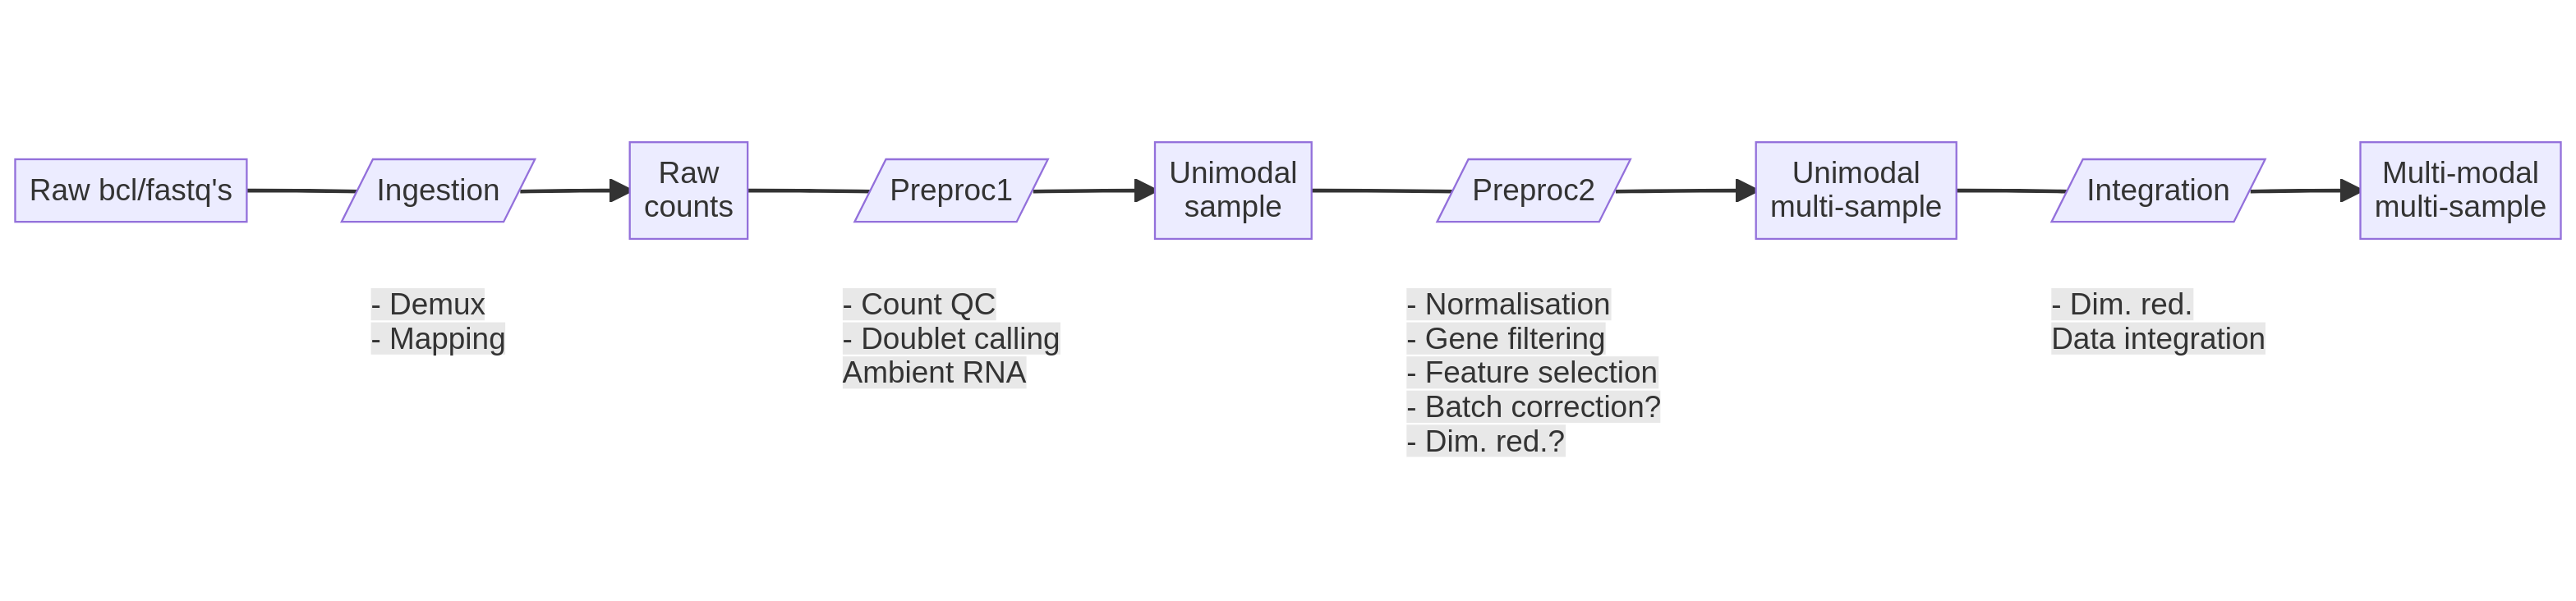 Raw bcl/fastq's
Ingestion
Raw
counts
Preproc1
Unimodal
sample
Preproc2
Unimodal
multi-sample
Integration
Multi-modal
multi-sample
- Demux
- Mapping
- Count QC
- Doublet calling
Ambient RNA
- Normalisation
- Gene filtering
- Feature selection
- Batch correction?
- Dim. red.?
- Dim. red.
Data integration